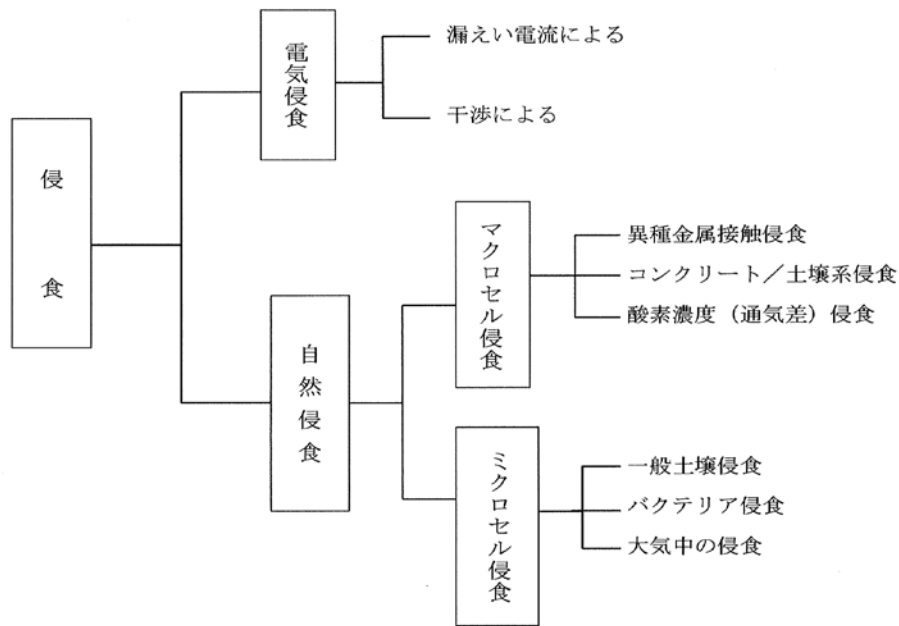 侵食
電気侵食
漏えい電流による
干渉による
自然侵食
マクロセル侵食
異種金属接触侵食
コンクリート／土壌系侵食
酸素濃度（通気差）侵食
ミクロセル侵食
一般土壌侵食
バクテリア侵食
大気中の侵食